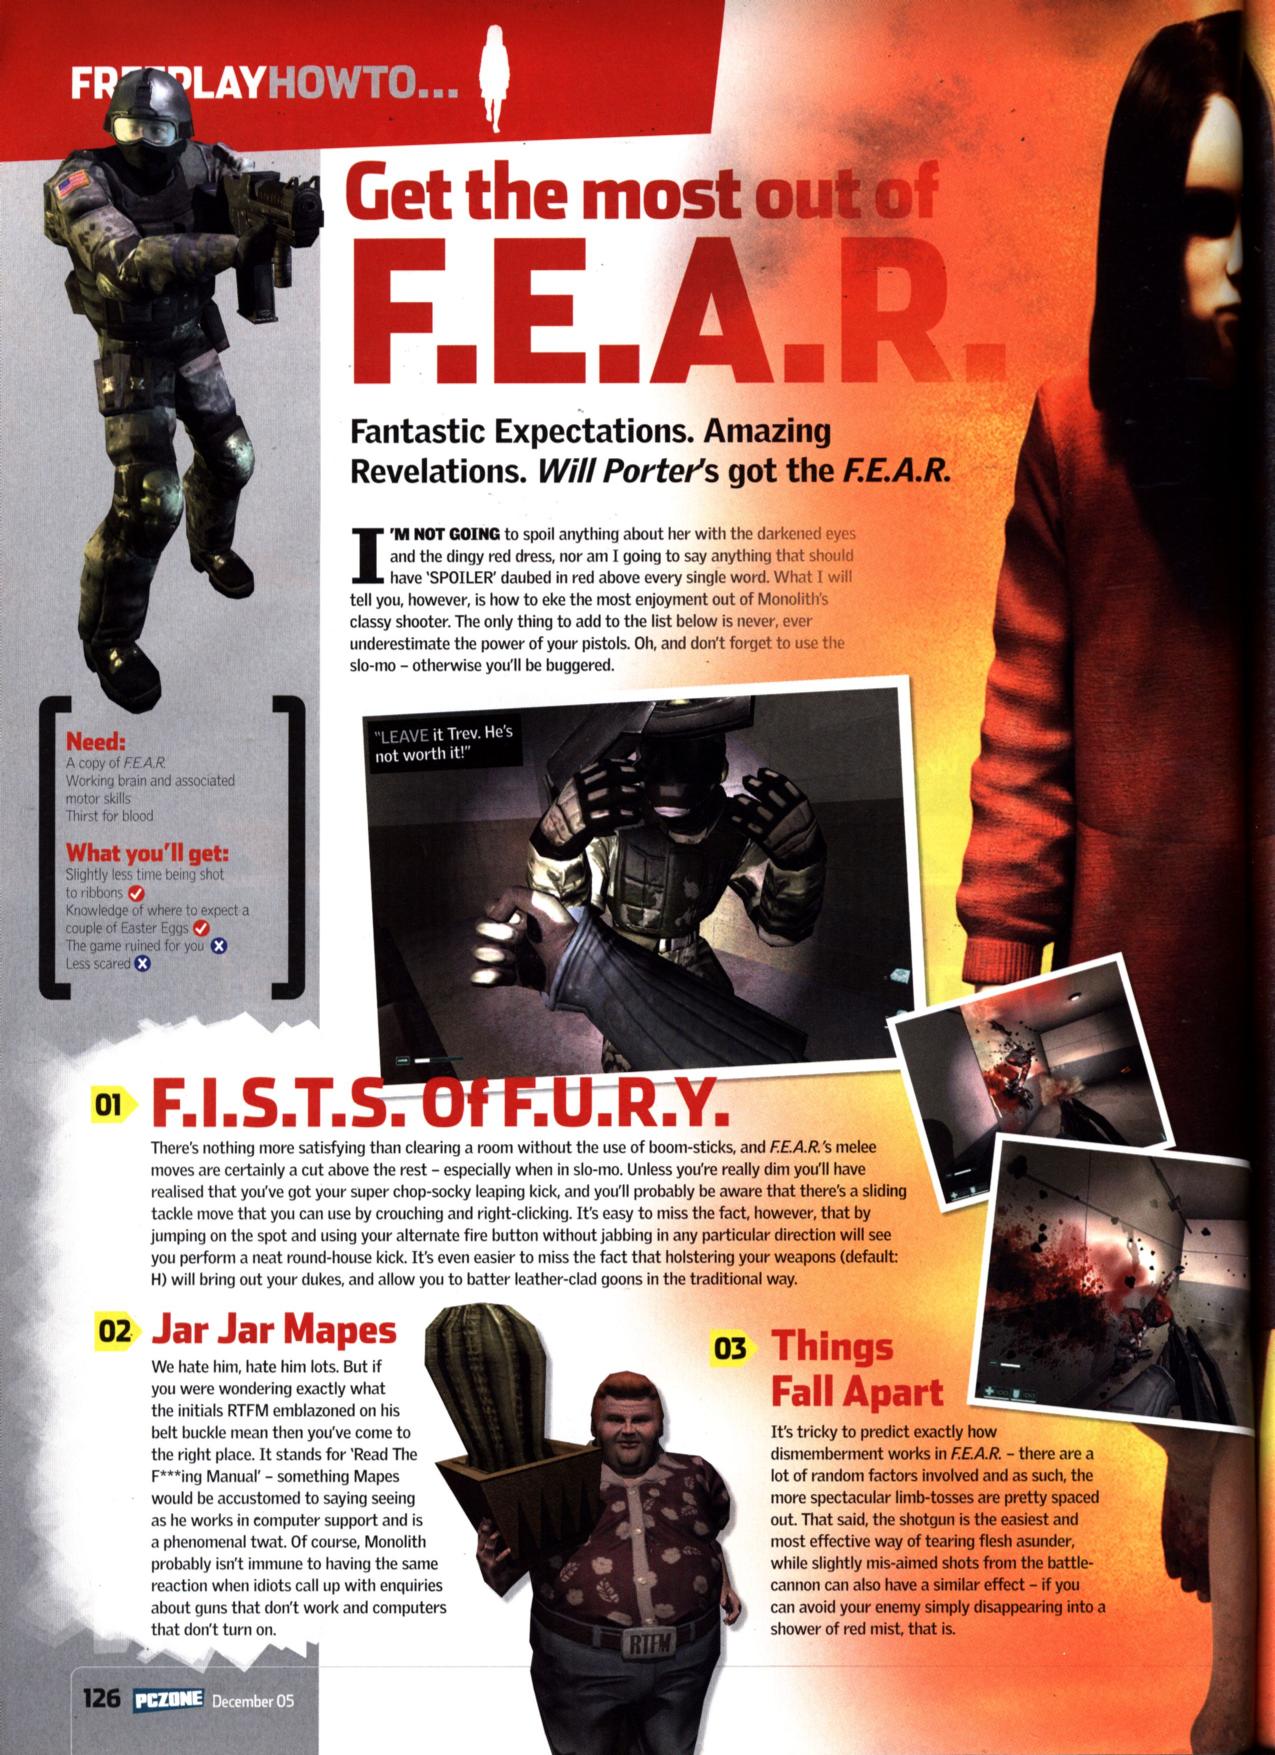 FREEPLAYHOWTO...
Get the most out of
F.E.A.R.
Fantastic Expectations. Amazing
Revelations. Will Porter's got the F.E.A.R.
I'M NOT GOING to spoil anything about her with the darkened eyes
and the dingy red dress, nor am I going to say anything that should
have 'SPOILER' daubed in red above every single word. What I will
tell you, however, is how to eke the most enjoyment out of Monolith's
classy shooter. The only thing to add to the list below is never, ever
underestimate the power of your pistols. Oh, and don't forget to use the
slo-mo – otherwise you'll be buggered.
Need:
A copy of F.E.A.R.
Working brain and associated
motor skills
Thirst for blood
What you'll get:
Slightly less time being shot
to ribbons
Knowledge of where to expect a
couple of Easter Eggs
The game ruined for you
Less scared
"LEAVE it Trev. He's
not worth it!"
01 F.I.S.T.S. Of F.U.R.Y.
There's nothing more satisfying than clearing a room without the use of boom-sticks, and F.E.A.R.'s melee
moves are certainly a cut above the rest – especially when in slo-mo. Unless you're really dim you'll have
realised that you've got your super chop-socky leaping kick, and you'll probably be aware that there's a sliding
tackle move that you can use by crouching and right-clicking. It's easy to miss the fact, however, that by
jumping on the spot and using your alternate fire button without jabbing in any particular direction will see
you perform a neat round-house kick. It's even easier to miss the fact that holstering your weapons (default:
H) will bring out your dukes, and allow you to batter leather-clad goons in the traditional way.
02 Jar Jar Mapes
We hate him, hate him lots. But if
you were wondering exactly what
the initials RTFM emblazoned on his
belt buckle mean then you've come to
the right place. It stands for 'Read The
F***ing Manual' – something Mapes
would be accustomed to saying seeing
as he works in computer support and is
a phenomenal twat. Of course, Monolith
probably isn't immune to having the same
reaction when idiots call up with enquiries
about guns that don't work and computers
that don't turn on.
RTFM
03 Things
Fall Apart
It's tricky to predict exactly how
dismemberment works in F.E.A.R. – there are a
lot of random factors involved and as such, the
more spectacular limb-tosses are pretty spaced
out. That said, the shotgun is the easiest and
most effective way of tearing flesh asunder,
while slightly mis-aimed shots from the battle-
cannon can also have a similar effect – if you
can avoid your enemy simply disappearing into a
shower of red mist, that is.
126 PCZONE December 05